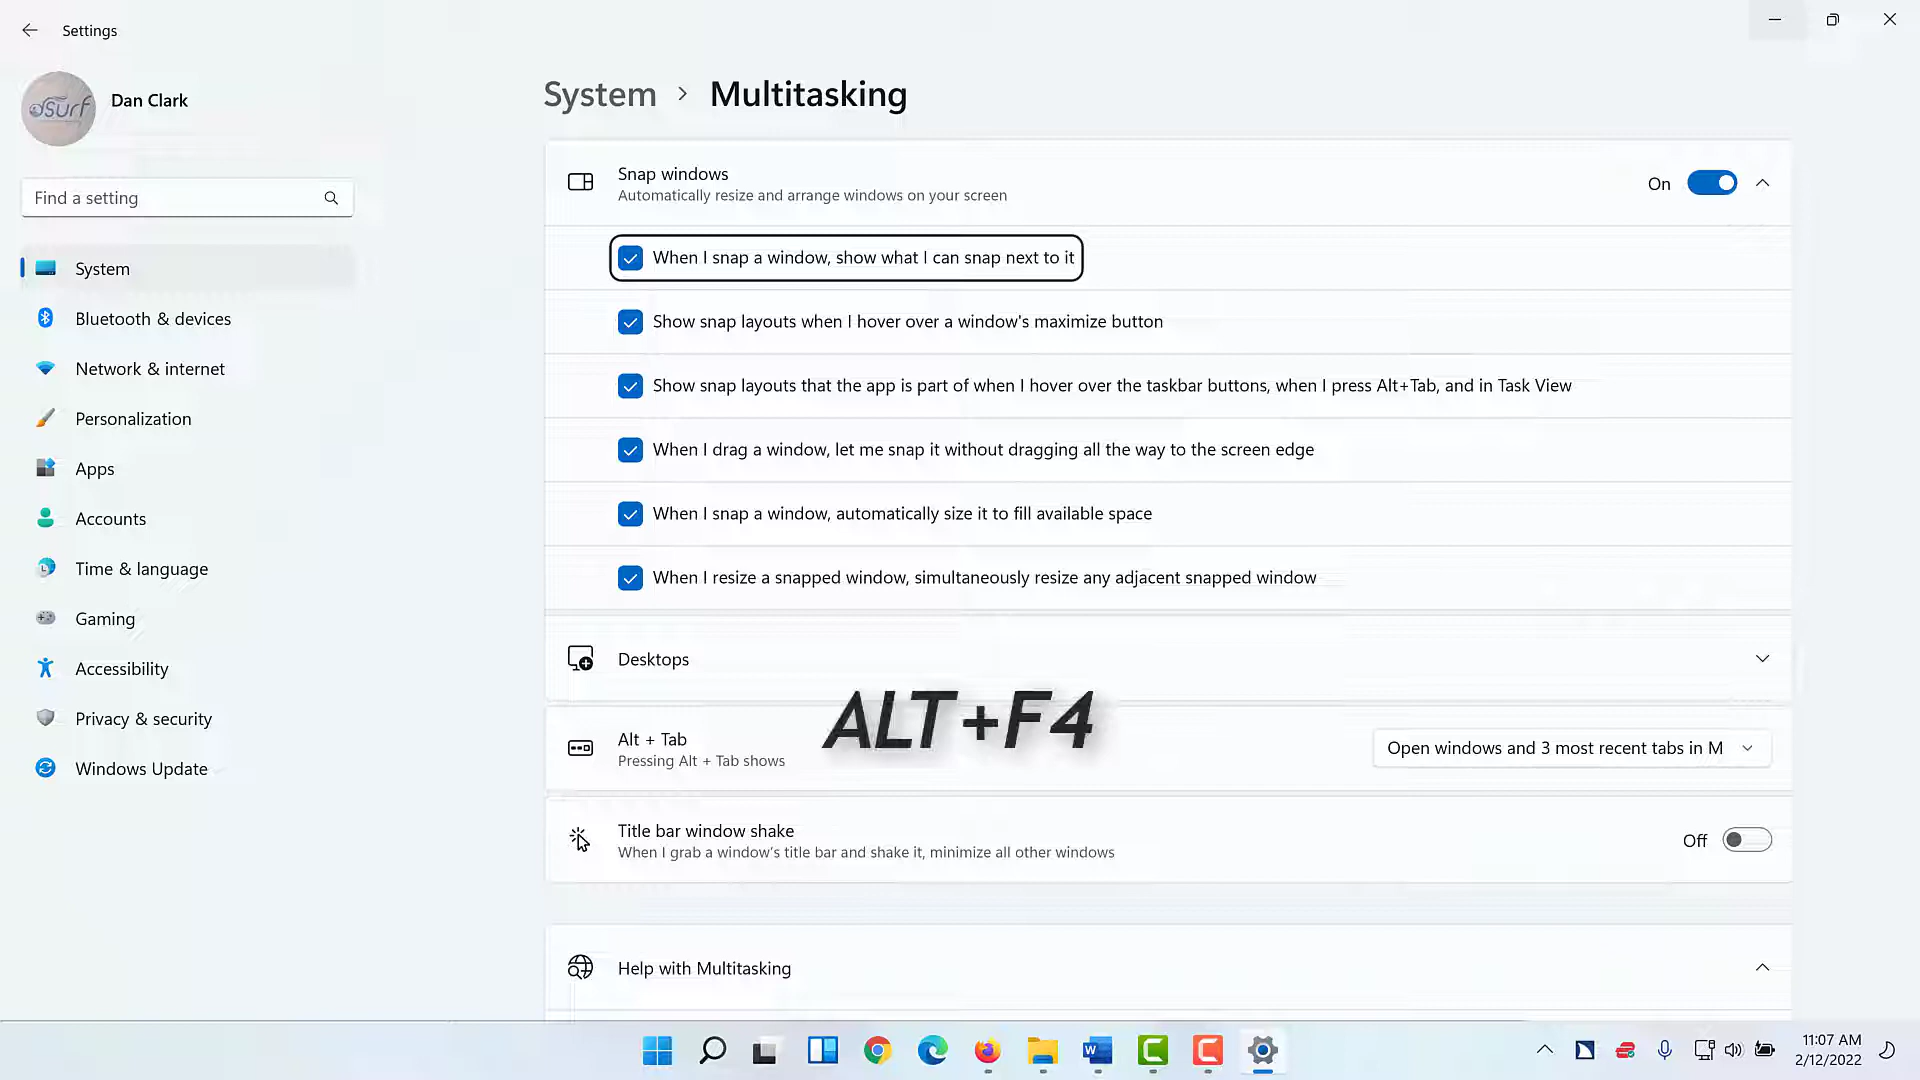 Settings
Dan Clark
Find a setting
System
Bluetooth & devices
Network & internet
Personalization
Apps
Accounts
Time & language
Gaming
Accessibility
Privacy & security
Windows Update
System > Multitasking
Snap windows
Automatically resize and arrange windows on your screen
On
When I snap a window, show what I can snap next to it
Show snap layouts when I hover over a window's maximize button
Show snap layouts that the app is part of when I hover over the taskbar buttons, when I press Alt+Tab, and in Task View
When I drag a window, let me snap it without dragging all the way to the screen edge
When I snap a window, automatically size it to fill available space
When I resize a snapped window, simultaneously resize any adjacent snapped window
Desktops
ALT+F4
Alt + Tab
Pressing Alt + Tab shows
Open windows and 3 most recent tabs in M
Title bar window shake
When I grab a window's title bar and shake it, minimize all other windows
Off
Help with Multitasking
11:07 AM
2/12/2022